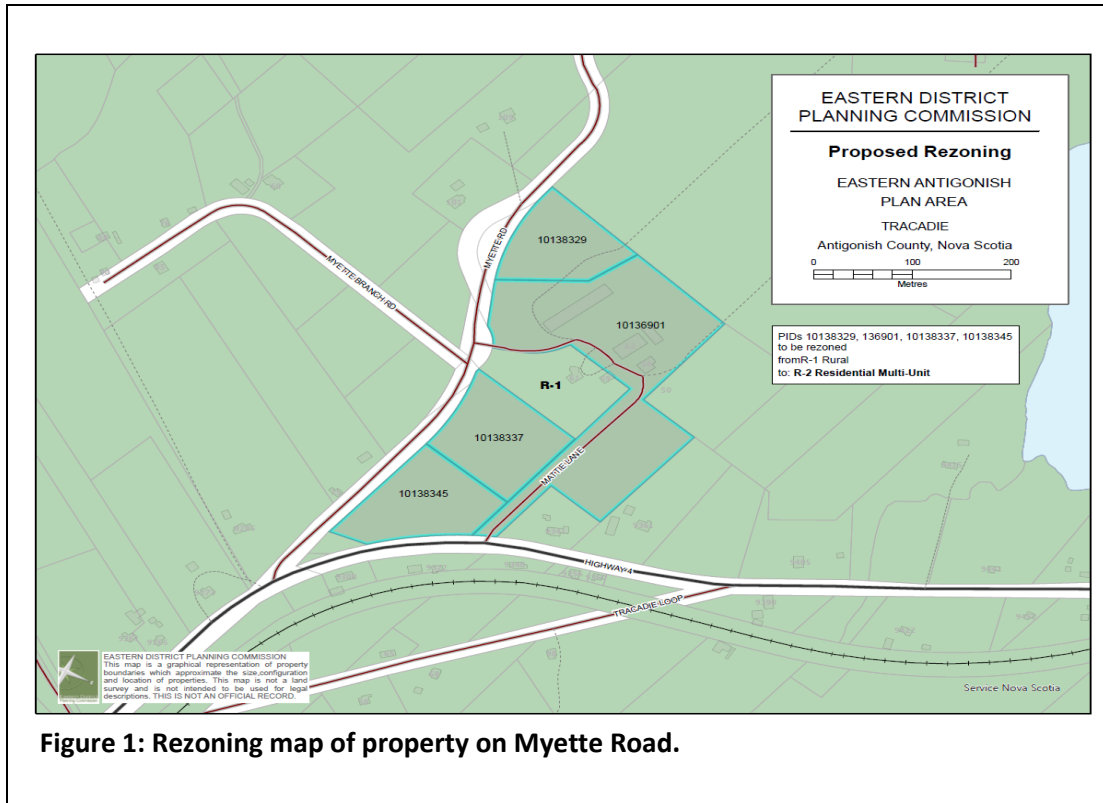 EASTERN DISTRICT
PLANNING COMMISSION
Proposed Rezoning
EASTERN ANTIGONISH
PLAN AREA
TRACADIE
Antigonish County, Nova Scotia
0 100 200
Metres
PIDs 10138329, 136901, 10138337, 10138345
to be rezoned
fromR-1 Rural
to: R-2 Residential Multi-Unit
10138329
MYETTE RD
MYETTE BRANCH RD
10136901
R-1
50
10138337
MATTIE LANE
10138345
HIGHWAY 4
TRACADIE LOOP
EASTERN DISTRICT PLANNING COMMISSION
This map is a graphical representation of property
boundaries which approximate the size,configuration
and location of properties. This map is not a land
survey and is not intended to be used for legal
descriptions. THIS IS NOT AN OFFICIAL RECORD.
Service Nova Scotia
Figure 1: Rezoning map of property on Myette Road.